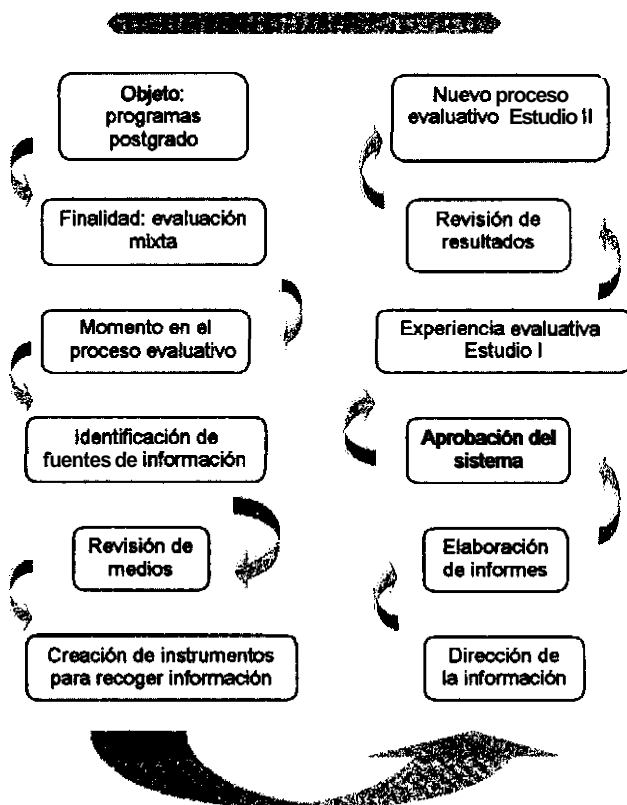 Objeto:
programas
postgrado
Finalidad: evaluación
mixta
Momento en el
proceso evaluativo
Identificación de
fuentes de información
Revisión de
medios
Creación de instrumentos
para recoger información
Dirección de
la información
Elaboración
de informes
Aprobación del
sistema
Experiencia evaluativa
Estudio I
Revisión de
resultados
Nuevo proceso
evaluativo Estudio II